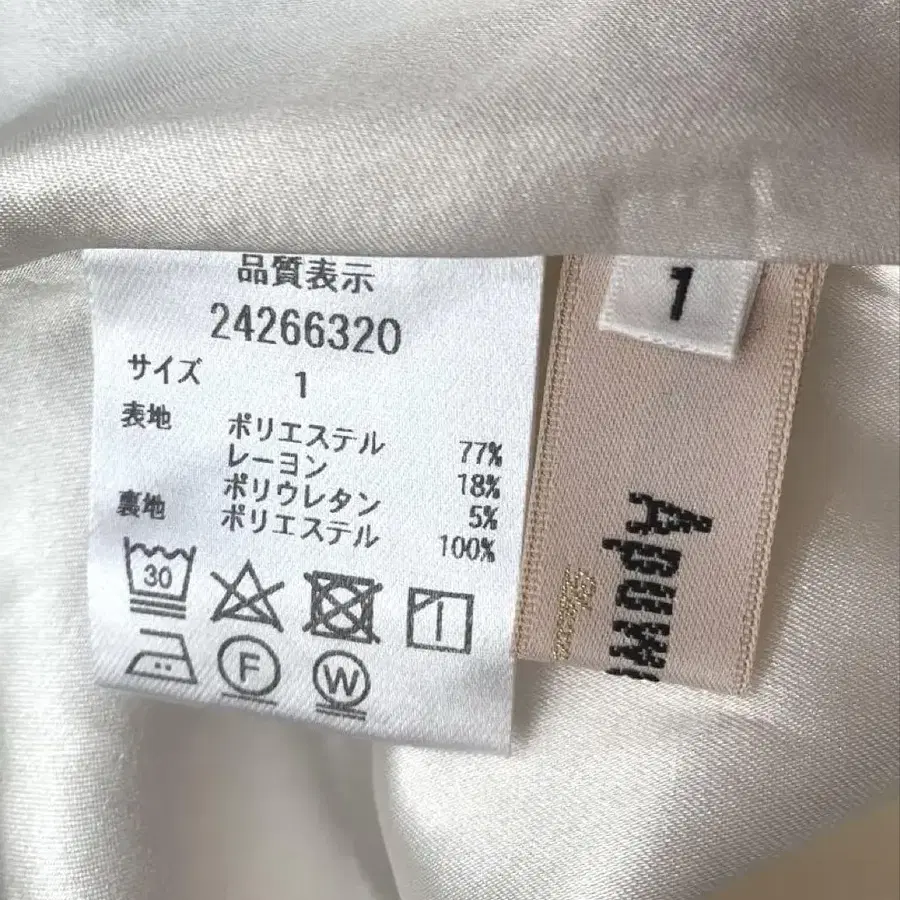 品質表示
24266320
サイズ 1
表地 ポリエステル 77%
レーヨン 18%
ポリウレタン 5%
裏地 ポリエステル 100%
30
F W
1